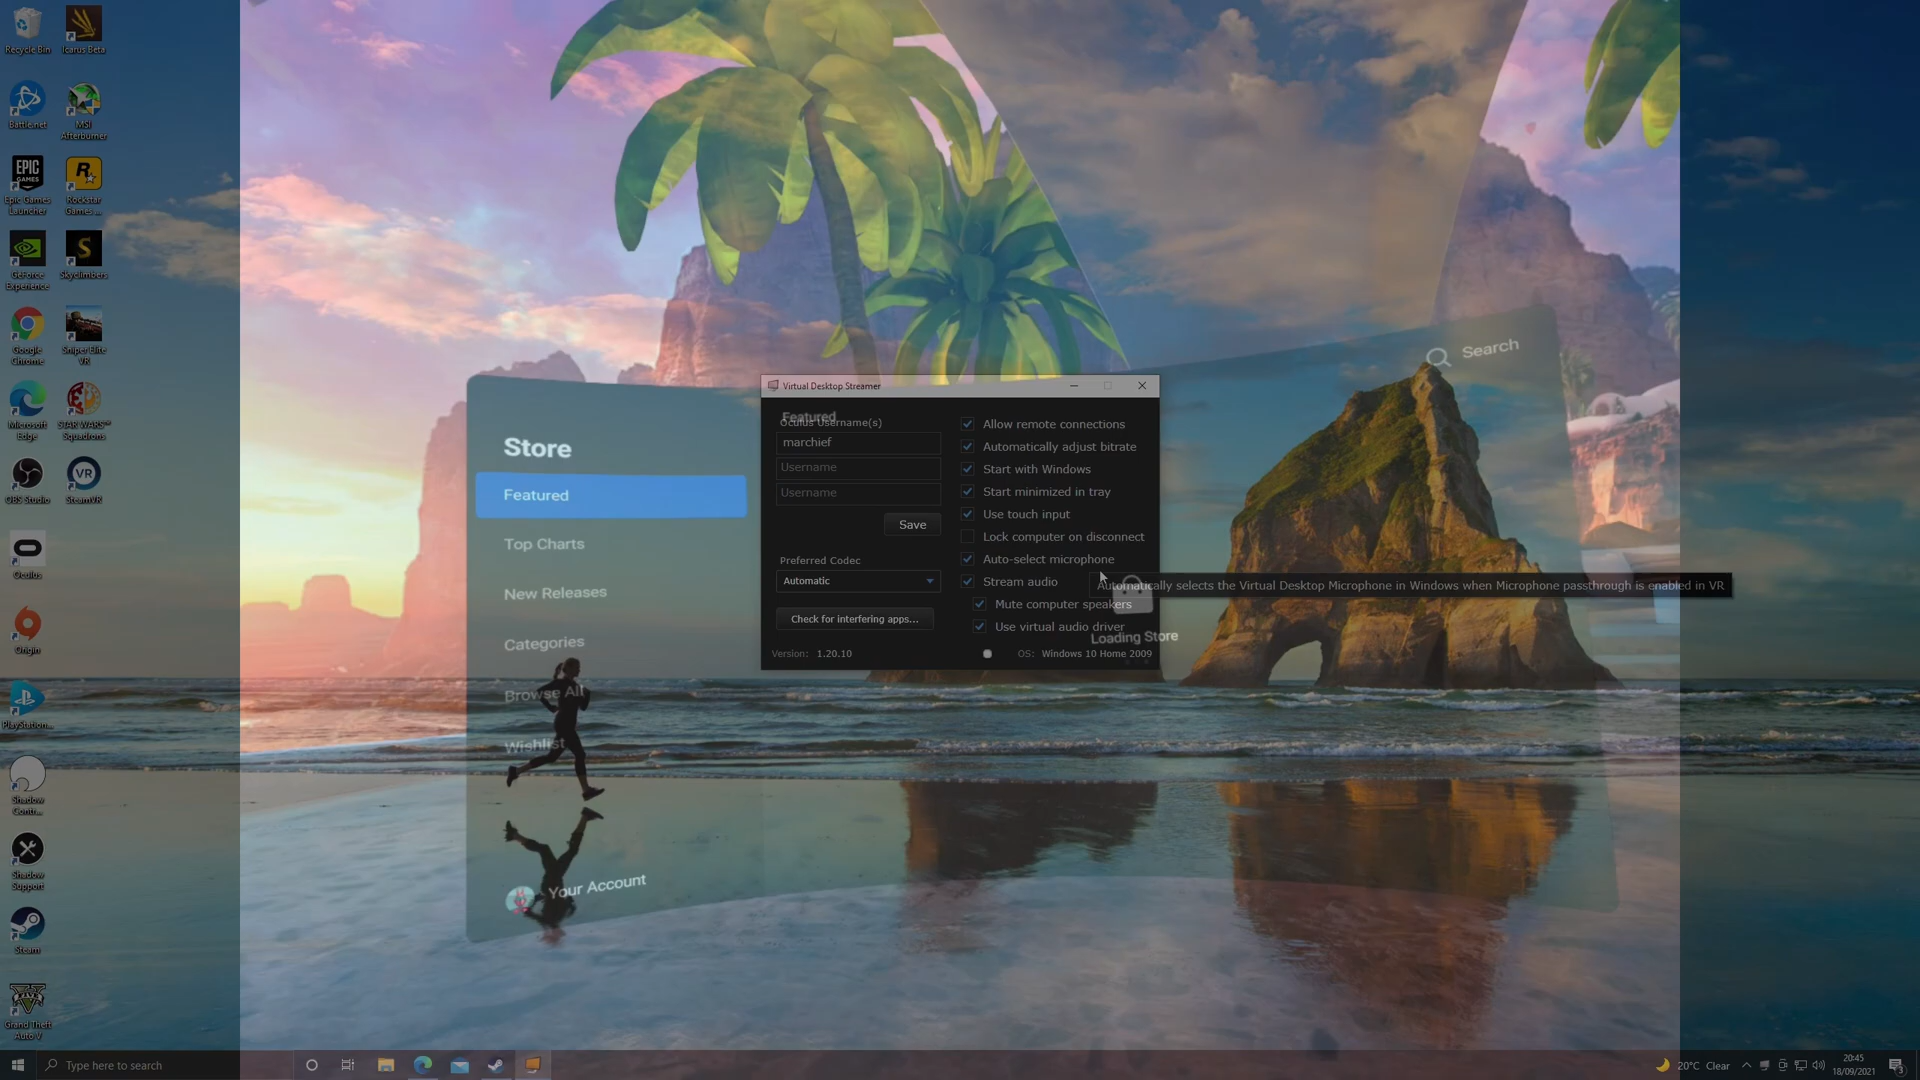 Recycle Bin
Icarus Beta
Battle.net
MSI
Afterburner
Epic Games
Launcher
Rockstar
Games ...
GeForce
Experience
Skyclimbers
Google
Chrome
Sniper Elite
VR
Microsoft
Edge
STAR WARS™
Squadrons
OBS Studio
SteamVR
Oculus
Origin
PlayStation...
Shadow
Contr...
Shadow
Support
Steam
Grand Theft
Auto V
EPIC
GAMES
VR
Search
Store
Featured
Top Charts
New Releases
Categories
Browse All
Wishlist
Your Account
Virtual Desktop Streamer
Featured
Oculus Username(s)
marchief
Username
Username
Save
Preferred Codec
Automatic
Check for interfering apps...
Version: 1.20.10
Allow remote connections
Automatically adjust bitrate
Start with Windows
Start minimized in tray
Use touch input
Lock computer on disconnect
Auto-select microphone
Stream audio
Automatically selects the Virtual Desktop Microphone in Windows when Microphone passthrough is enabled in VR
Mute computer speakers
Use virtual audio driver
Loading Store
OS: Windows 10 Home 2009
Type here to search
20°C Clear
20:45
18/09/2021
3